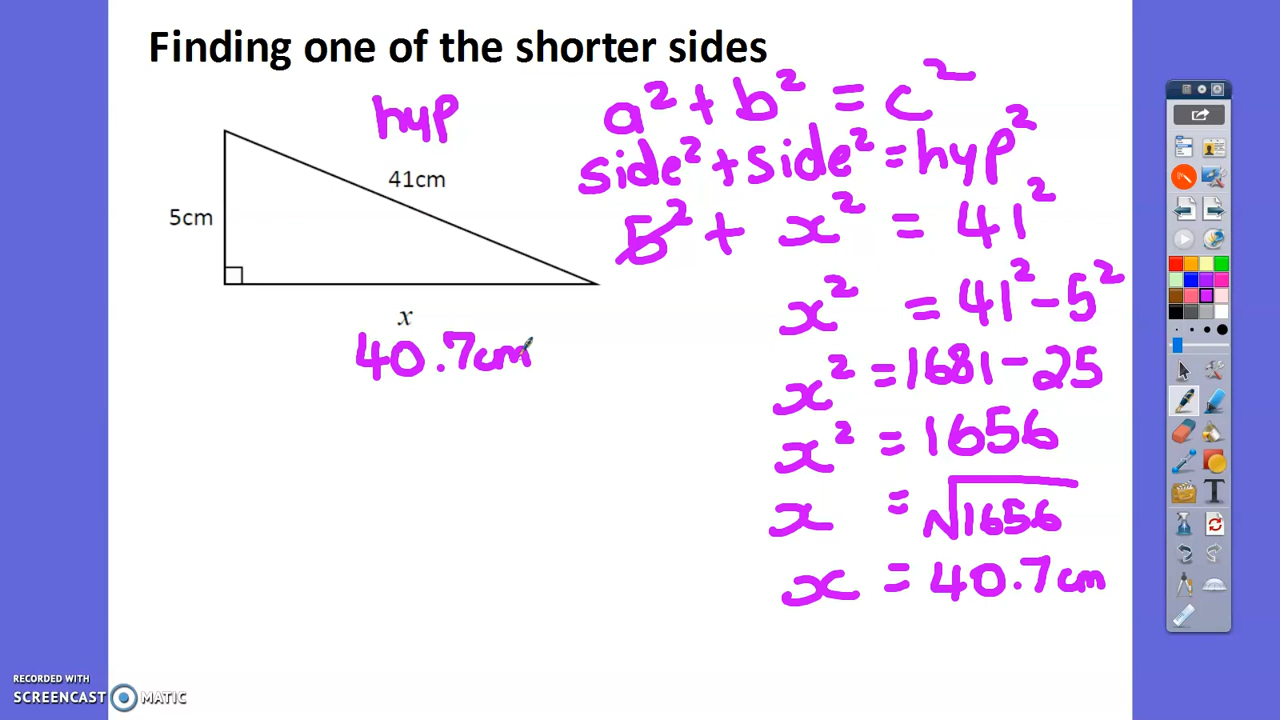 Finding one of the shorter sides
hyp
41cm
5cm
x
40.7cm
a² + b² = c²
side² + side² = hyp²
5² + x² = 41²
x² = 41² - 5²
x² = 1681 - 25
x² = 1656
x = √1656
x = 40.7cm
T
RECORDED WITH
SCREENCAST MATIC